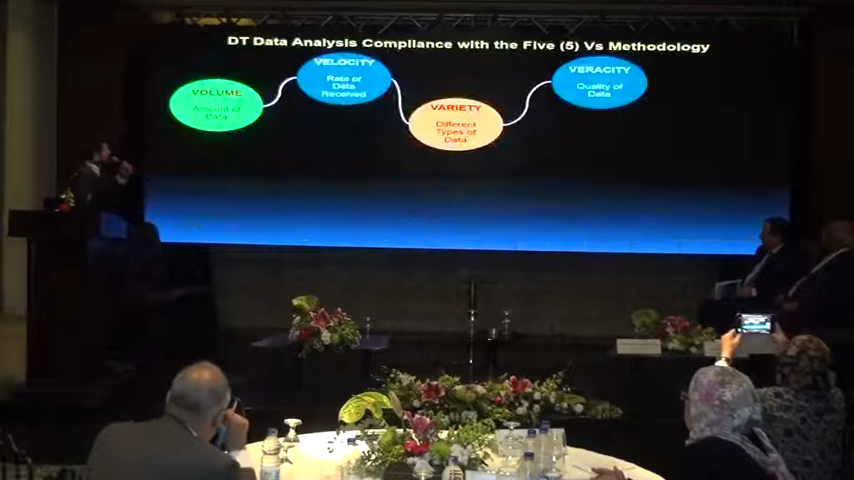 DT Data Analysis Compliance with the Five (5) Vs Methodology
VOLUME
Amount of
Data
VELOCITY
Rate of
Data
Received
VARIETY
Different
Types of
Data
VERACITY
Quality of
Data